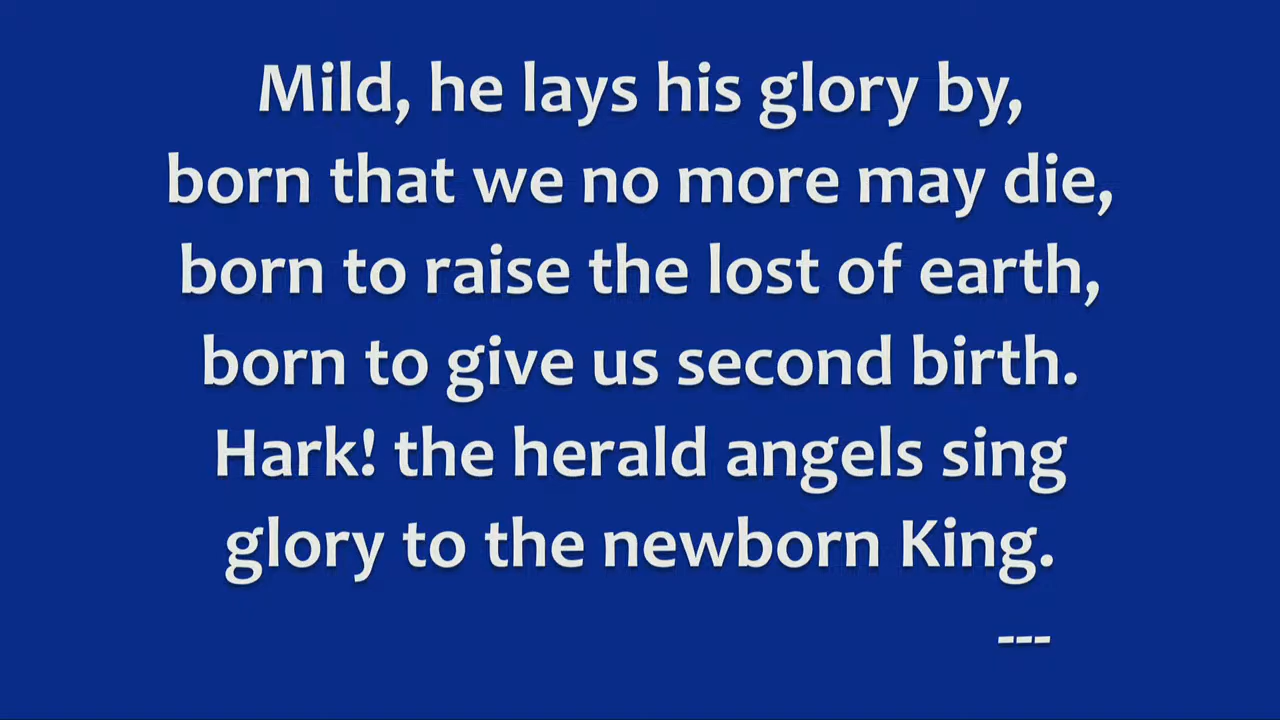 Mild, he lays his glory by,
born that we no more may die,
born to raise the lost of earth,
born to give us second birth.
Hark! the herald angels sing
glory to the newborn King.
---